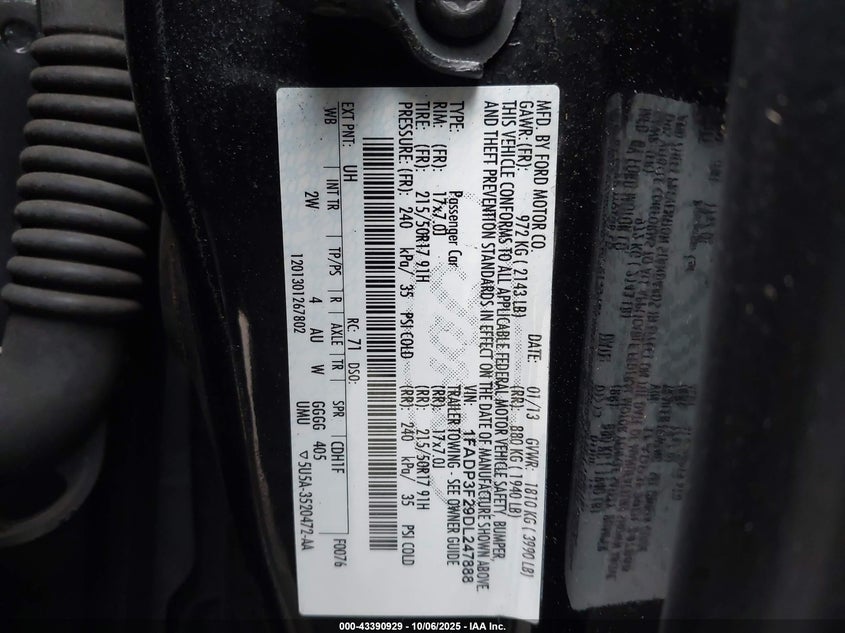 MFD. BY FORD MOTOR CO.
DATE: 01/13 GVWR: 1810 KG ( 3990 LB)
GAWR: (FR): 972 KG ( 2143 LB) (RR): 880 KG ( 1940 LB)
THIS VEHICLE CONFORMS TO ALL APPLICABLE FEDERAL MOTOR VEHICLE SAFETY, BUMPER,
AND THEFT PREVENTION STANDARDS IN EFFECT ON THE DATE OF MANUFACTURE SHOWN ABOVE.
VIN: 1FADP3F29DL247888
TYPE: Passenger Car TRAILER TOWING - SEE OWNER GUIDE
RIM: (FR): 17x7.0J (RR): 17x7.0J
TIRE: (FR): 215/50R17 91H (RR): 215/50R17 91H
PRESSURE: (FR): 240 kPa/ 35 PSI COLD (RR): 240 kPa/ 35 PSI COLD
EXT PNT: UH RC: 71 DSO: F0076
WB INT TR TP/PS R AXLE TR SPR CDH1F
2W 4 AU W GGGG 405
UMU
1201301267802 ▽5U5A-3520472-AA
000-43390929 - 10/06/2025 - IAA Inc.